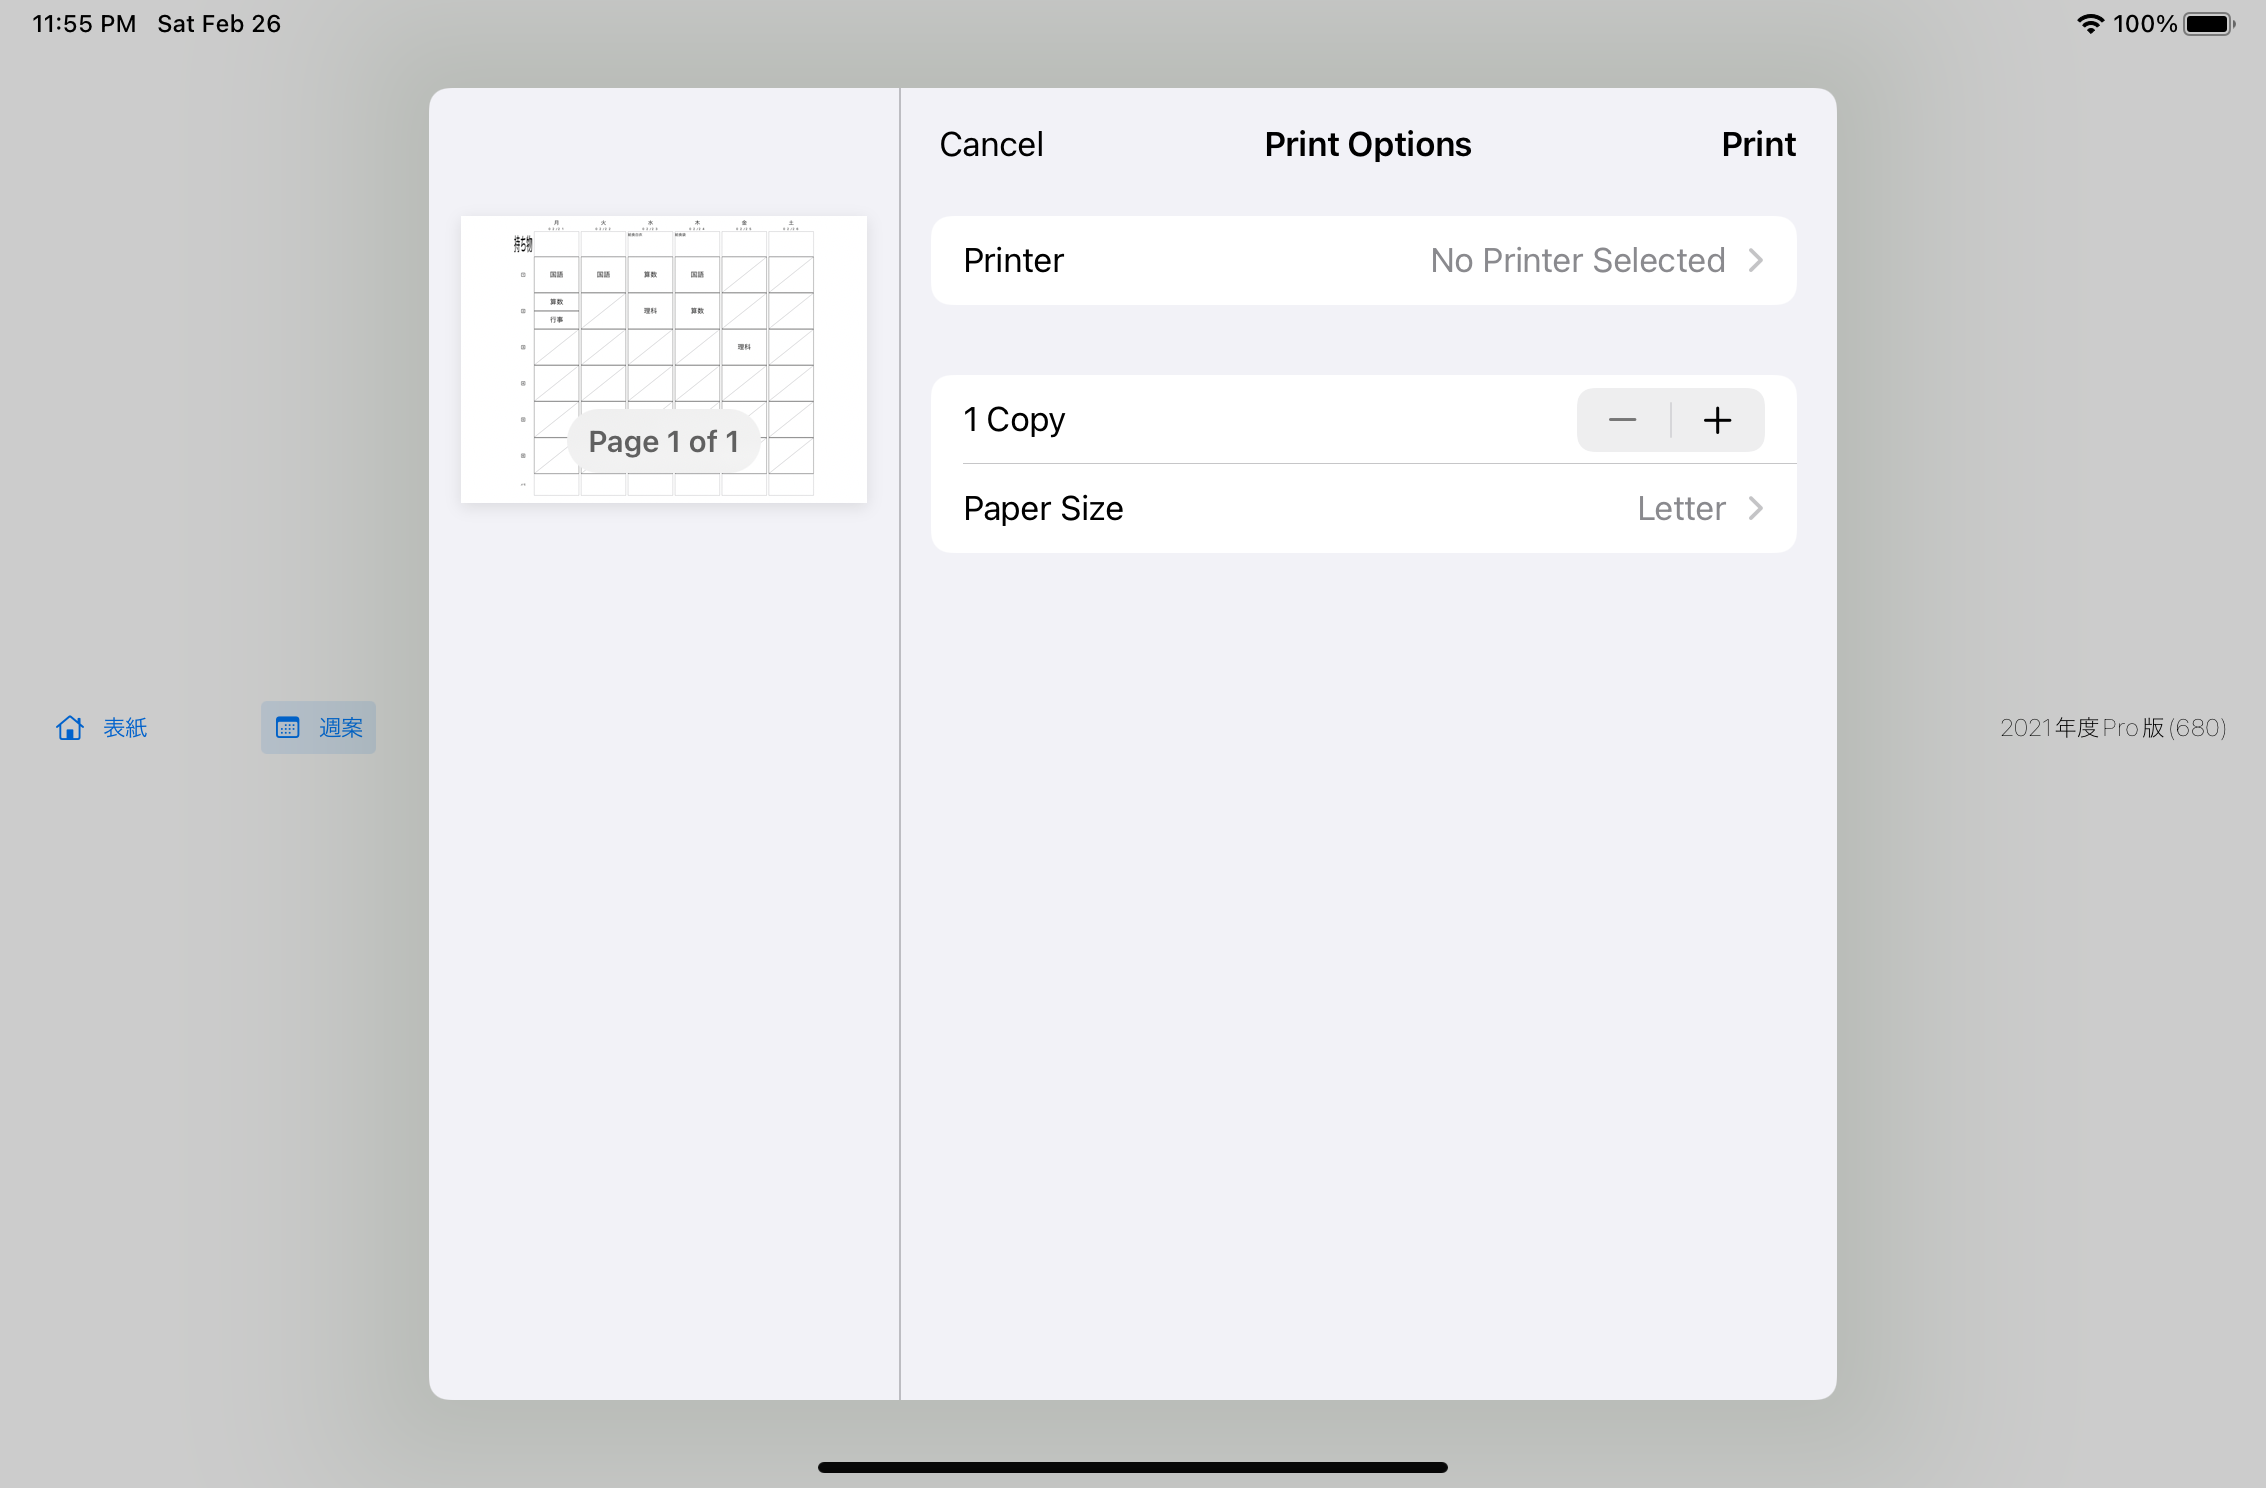 11:55 PM Sat Feb 26
100%
Cancel
Print Options
Print
月 火 水 木 金 土
持ち物
Printer
No Printer Selected
国語 国語 算数 国語
算数
理科 算数
行事
理科
1 Copy
Page 1 of 1
Paper Size
Letter
表紙
週案
2021年度Pro版(680)